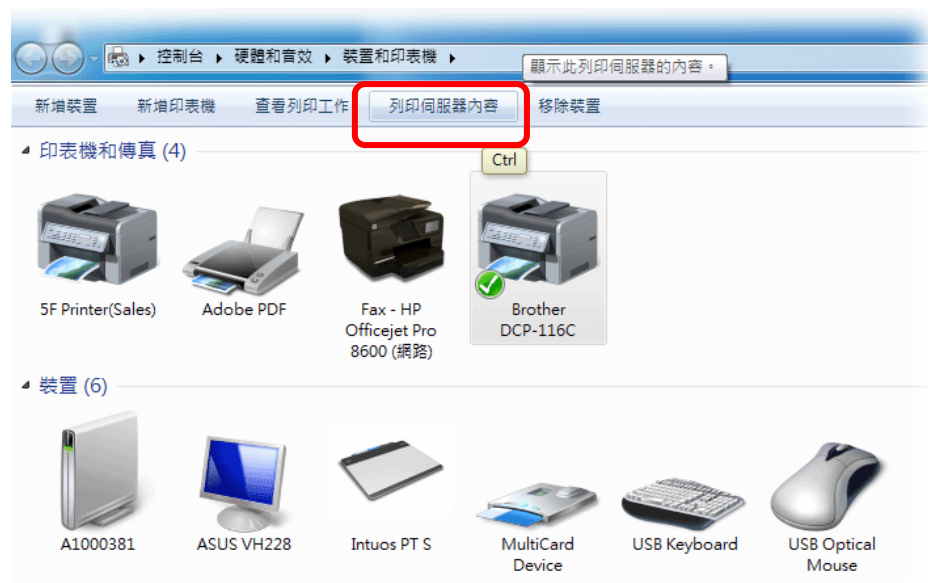 控制台 硬體和音效 裝置和印表機
顯示此列印伺服器的內容。
新增裝置 新增印表機 查看列印工作 列印伺服器內容 移除裝置
印表機和傳真 (4)
Ctrl
5F Printer(Sales)
Adobe PDF
Fax - HP
Officejet Pro
8600 (網路)
Brother
DCP-116C
裝置 (6)
A1000381
ASUS VH228
Intuos PT S
MultiCard
Device
USB Keyboard
USB Optical
Mouse